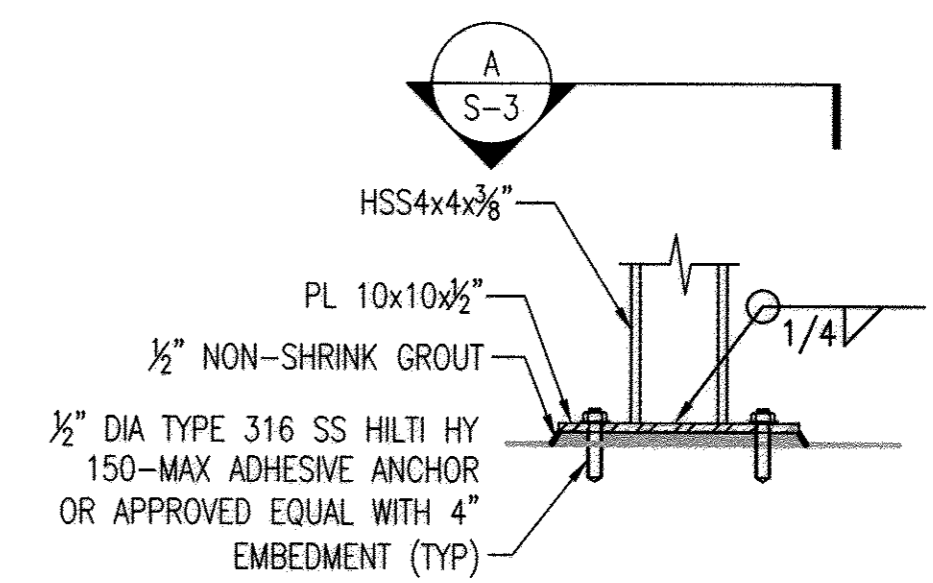 A
S-3
HSS4x4x3/8"
PL 10x10x1/2"
1/2" NON-SHRINK GROUT
1/2" DIA TYPE 316 SS HILTI HY
150-MAX ADHESIVE ANCHOR
OR APPROVED EQUAL WITH 4"
EMBEDMENT (TYP)
1/4